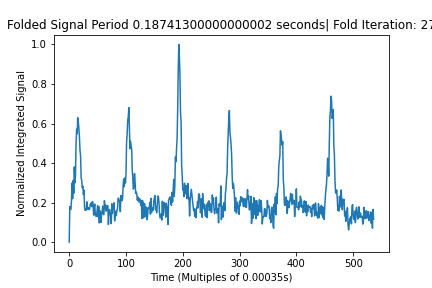 Folded Signal Period 0.18741300000000002 seconds| Fold Iteration: 27
Normalized Integrated Signal
1.0
0.8
0.6
0.4
0.2
0.0
0 100 200 300 400 500
Time (Multiples of 0.00035s)